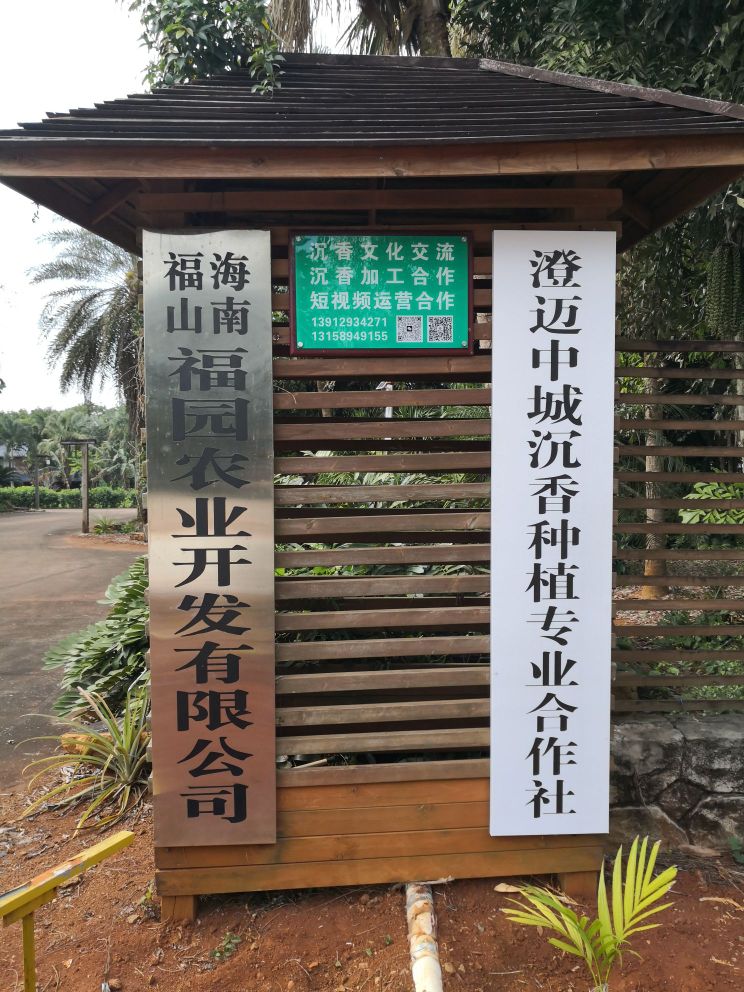 海南
福山
福园农业开发有限公司
沉香文化交流
沉香加工合作
短视频运营合作
13912934271
13158949155
澄迈中城沉香种植专业合作社